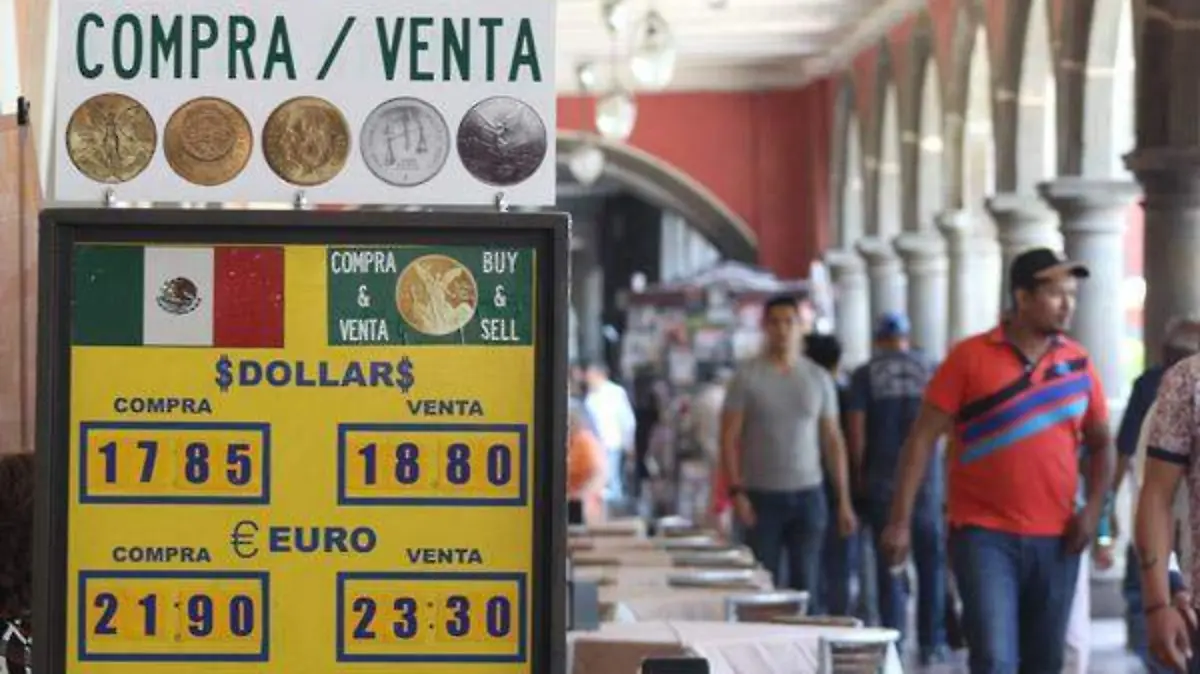 COMPRA / VENTA
COMPRA & VENTA
BUY & SELL
$DOLLAR$
COMPRA VENTA
17 85 18 80
€ EURO
COMPRA VENTA
21:90 23:30